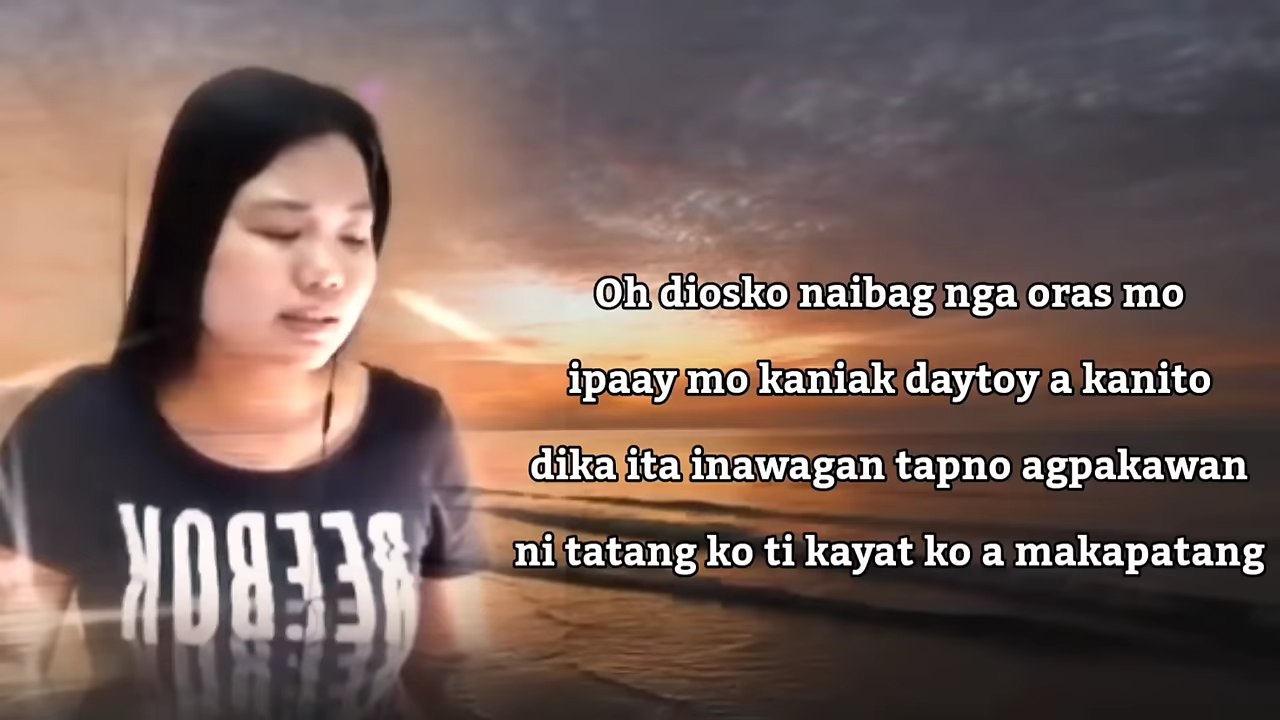 Oh diosko naibag nga oras mo
ipaay mo kaniak daytoy a kanito
dika ita inawagan tapno agpakawan
ni tatang ko ti kayat ko a makapatang
REEBOK